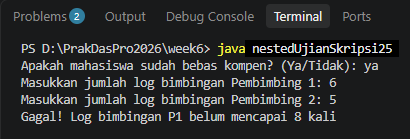 Problems 2 Output Debug Console Terminal Ports
PS D:\PrakDasPro2026\week6> java nestedUjianSkripsi25
Apakah mahasiswa sudah bebas kompen? (Ya/Tidak): ya
Masukkan jumlah log bimbingan Pembimbing 1: 6
Masukkan jumlah log bimbingan Pembimbing 2: 5
Gagal! Log bimbingan P1 belum mencapai 8 kali